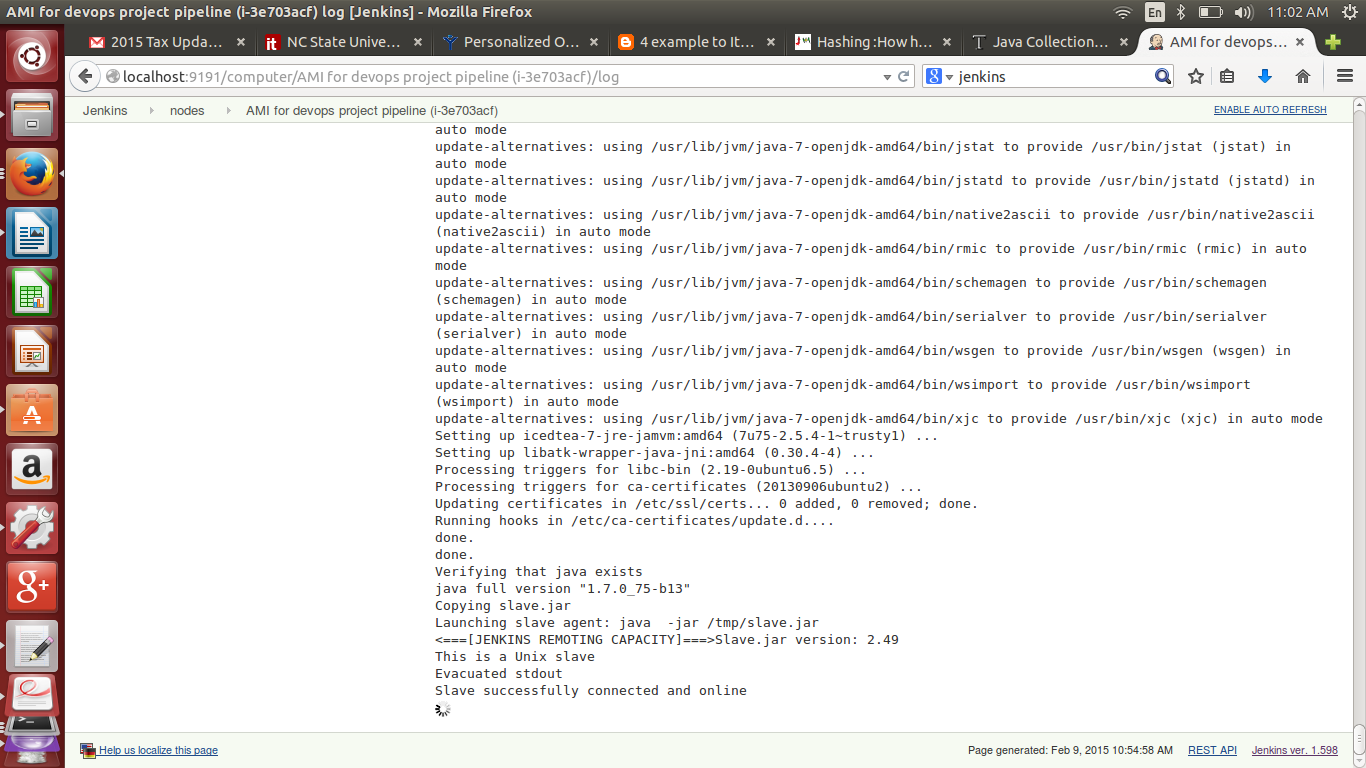 AMI for devops project pipeline (i-3e703acf) log [Jenkins] - Mozilla Firefox
En
11:02 AM
2015 Tax Upda...
NC State Unive...
Personalized O...
4 example to It...
Hashing :How h...
Java Collection...
AMI for devops...
localhost:9191/computer/AMI for devops project pipeline (i-3e703acf)/log
jenkins
Jenkins
nodes
AMI for devops project pipeline (i-3e703acf)
ENABLE AUTO REFRESH
auto mode
update-alternatives: using /usr/lib/jvm/java-7-openjdk-amd64/bin/jstat to provide /usr/bin/jstat (jstat) in
auto mode
update-alternatives: using /usr/lib/jvm/java-7-openjdk-amd64/bin/jstatd to provide /usr/bin/jstatd (jstatd) in
auto mode
update-alternatives: using /usr/lib/jvm/java-7-openjdk-amd64/bin/native2ascii to provide /usr/bin/native2ascii
(native2ascii) in auto mode
update-alternatives: using /usr/lib/jvm/java-7-openjdk-amd64/bin/rmic to provide /usr/bin/rmic (rmic) in auto
mode
update-alternatives: using /usr/lib/jvm/java-7-openjdk-amd64/bin/schemagen to provide /usr/bin/schemagen
(schemagen) in auto mode
update-alternatives: using /usr/lib/jvm/java-7-openjdk-amd64/bin/serialver to provide /usr/bin/serialver
(serialver) in auto mode
update-alternatives: using /usr/lib/jvm/java-7-openjdk-amd64/bin/wsgen to provide /usr/bin/wsgen (wsgen) in
auto mode
update-alternatives: using /usr/lib/jvm/java-7-openjdk-amd64/bin/wsimport to provide /usr/bin/wsimport
(wsimport) in auto mode
update-alternatives: using /usr/lib/jvm/java-7-openjdk-amd64/bin/xjc to provide /usr/bin/xjc (xjc) in auto mode
Setting up icedtea-7-jre-jamvm:amd64 (7u75-2.5.4-1~trusty1) ...
Setting up libatk-wrapper-java-jni:amd64 (0.30.4-4) ...
Processing triggers for libc-bin (2.19-0ubuntu6.5) ...
Processing triggers for ca-certificates (20130906ubuntu2) ...
Updating certificates in /etc/ssl/certs... 0 added, 0 removed; done.
Running hooks in /etc/ca-certificates/update.d....
done.
done.
Verifying that java exists
java full version "1.7.0_75-b13"
Copying slave.jar
Launching slave agent: java  -jar /tmp/slave.jar
<===[JENKINS REMOTING CAPACITY]===>Slave.jar version: 2.49
This is a Unix slave
Evacuated stdout
Slave successfully connected and online
Help us localize this page
Page generated: Feb 9, 2015 10:54:58 AM
REST API
Jenkins ver. 1.598